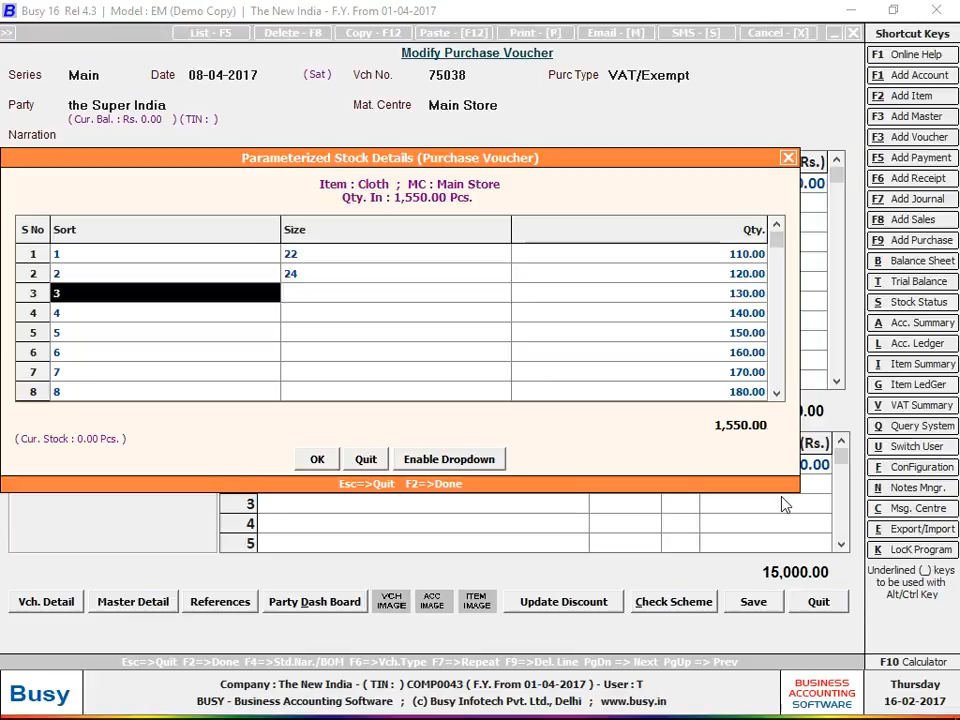 Busy 16 Rel 4.3 | Model : EM (Demo Copy) | The New India - F.Y. From 01-04-2017
>> List - F5 Delete - F8 Copy - F12 Paste - [F12] Print - [P] Email - [M] SMS - [S] Cancel - [X]
Modify Purchase Voucher
Series Main Date 08-04-2017 (Sat) Vch No. 75038 Purc Type VAT/Exempt
Party the Super India Mat. Centre Main Store
(Cur. Bal. : Rs. 0.00 ) (TIN : )
Narration
Parameterized Stock Details (Purchase Voucher)
Rs.)
0.00
Item : Cloth ; MC : Main Store
Qty. In : 1,550.00 Pcs.
S No Sort Size Qty.
1 1 22 110.00
2 2 24 120.00
3 3 130.00
4 4 140.00
5 5 150.00
6 6 160.00
7 7 170.00
8 8 180.00
1,550.00
( Cur. Stock : 0.00 Pcs. )
OK Quit Enable Dropdown
Esc=>Quit F2=>Done
0.00
(Rs.)
0.00
3
4
5
15,000.00
Vch. Detail Master Detail References Party Dash Board VCH IMAGE ACC IMAGE ITEM IMAGE Update Discount Check Scheme Save Quit
Esc=>Quit F2=>Done F4=>Std.Nar./BOM F6=>Vch.Type F7=>Repeat F9=>Del. Line PgDn => Next PgUp => Prev
Busy
Company : The New India - ( TIN : ) COMP0043 ( F.Y. From 01-04-2017 ) - User : T
BUSY - BUSINESS Accounting Software ; (c) Busy Infotech Pvt. Ltd., Delhi ; www.busy.in
BUSINESS
ACCOUNTING
SOFTWARE
Shortcut Keys
F1 Online Help
F1 Add Account
F2 Add Item
F3 Add Master
F3 Add Voucher
F5 Add Payment
F6 Add Receipt
F7 Add Journal
F8 Add Sales
F9 Add Purchase
B Balance Sheet
T Trial Balance
S Stock Status
A Acc. Summary
L Acc. Ledger
I Item Summary
G Item LedGer
V VAT Summary
Q Query System
U Switch User
F ConFiguration
N Notes Mngr.
C Msg. Centre
E Export/Import
K LocK Program
Underlined (_) keys
to be used with
Alt/Ctrl Key
F10 Calculator
Thursday
16-02-2017